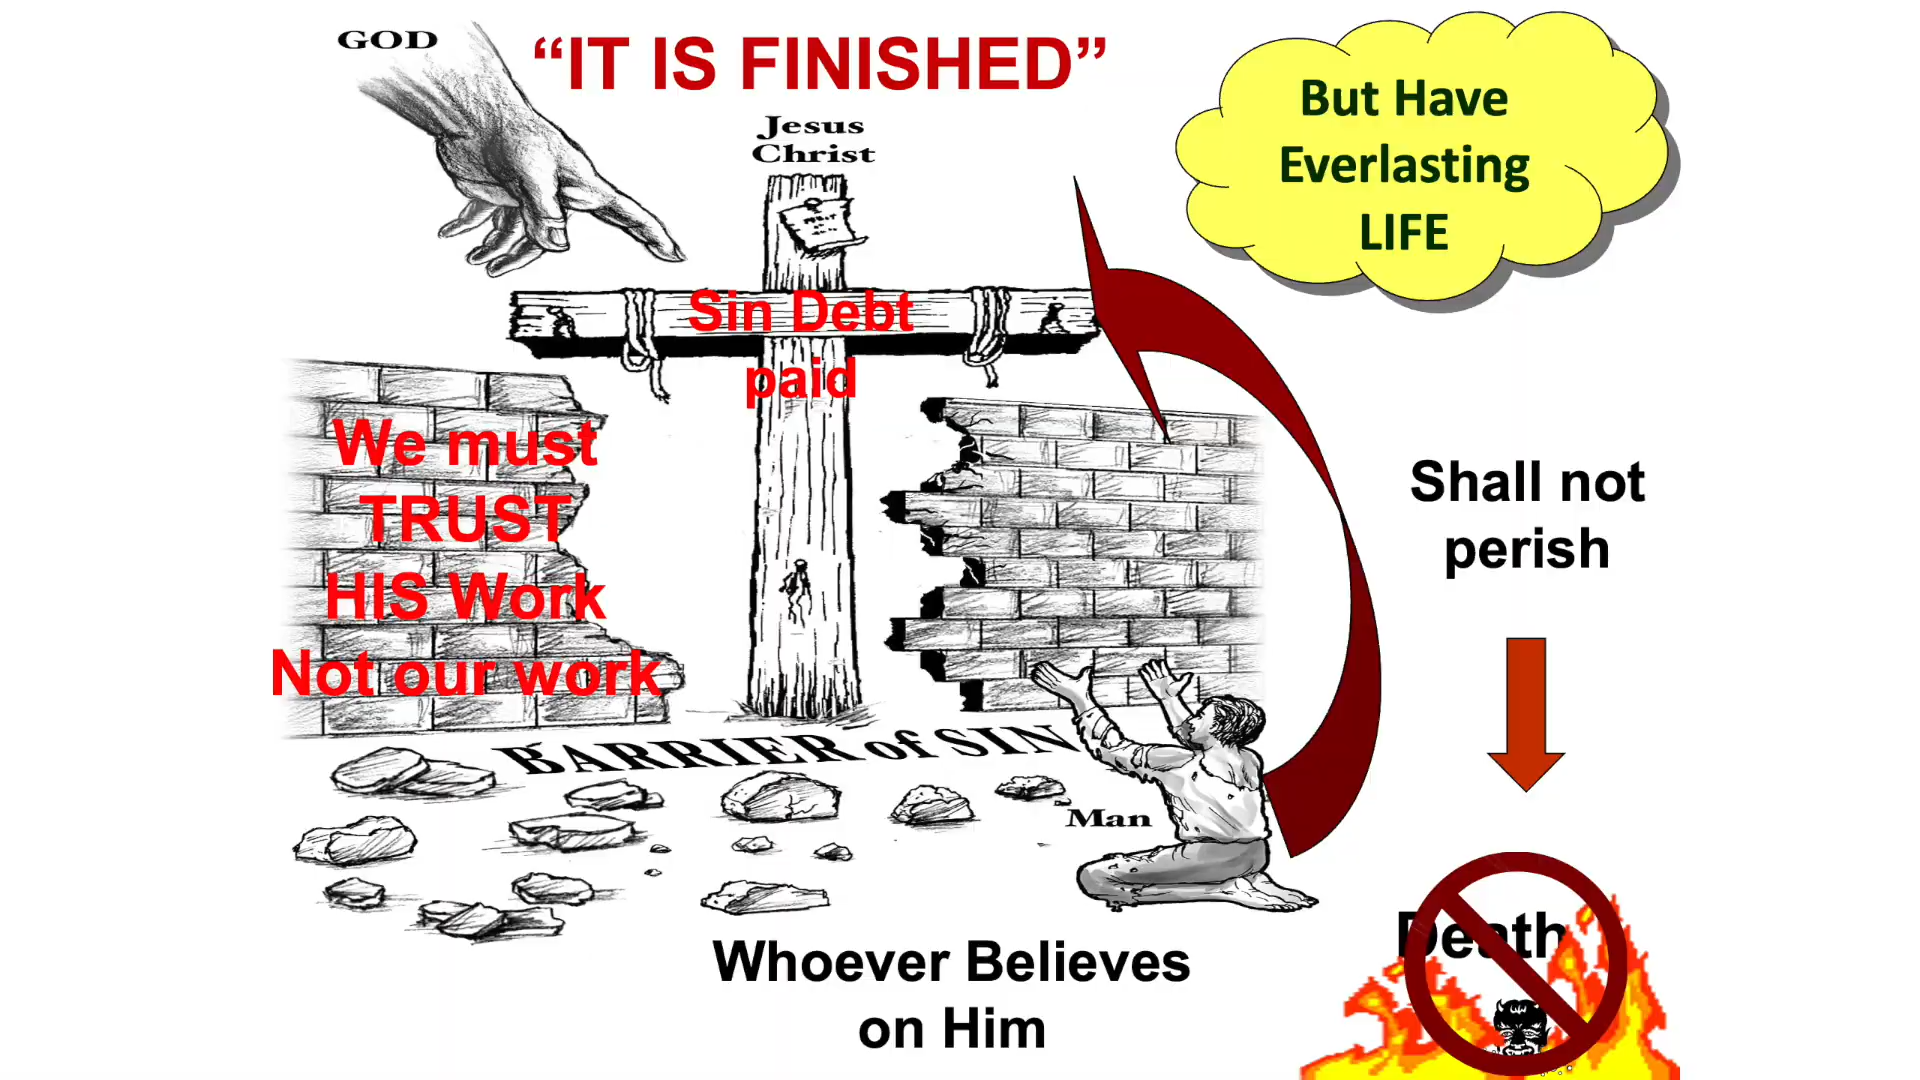 GOD
“IT IS FINISHED”
Jesus
Christ
But Have
Everlasting
LIFE
Sin Debt
paid
We must
TRUST
HIS Work
Not our work
BARRIER of SIN
Man
Shall not
perish
Death
Whoever Believes
on Him